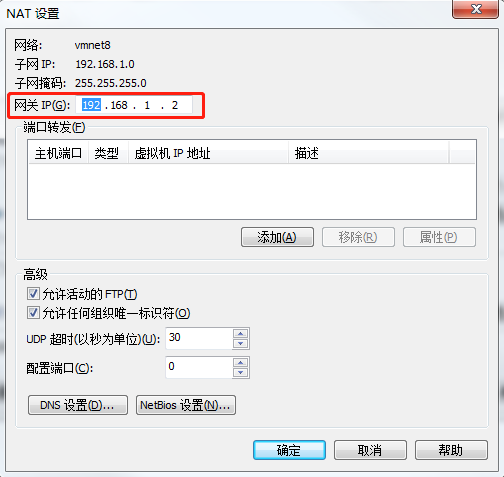 NAT 设置
网络: vmnet8
子网 IP: 192.168.1.0
子网掩码: 255.255.255.0
网关 IP(G): 192 . 168 . 1 . 2
端口转发(F)
主机端口 类型 虚拟机 IP 地址 描述
添加(A) 移除(R) 属性(P)
高级
允许活动的 FTP(T)
允许任何组织唯一标识符(O)
UDP 超时(以秒为单位)(U): 30
配置端口(C): 0
DNS 设置(D)... NetBios 设置(N)...
确定 取消 帮助